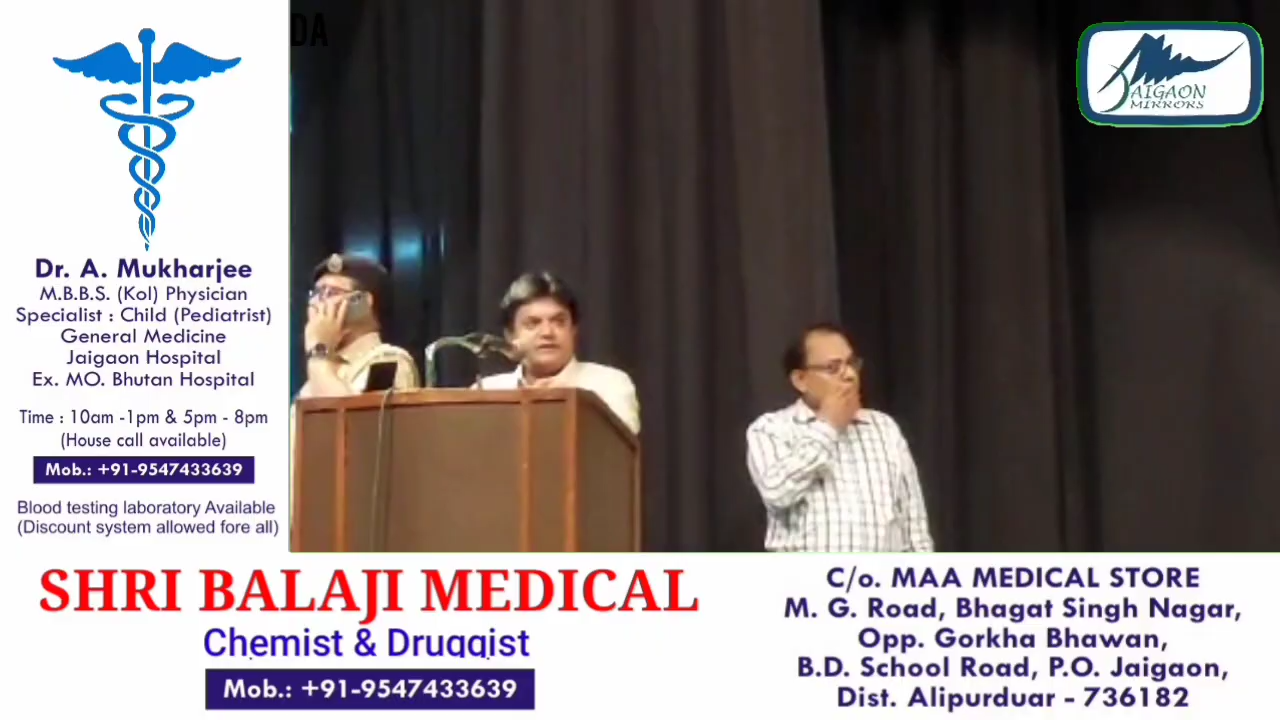 DA
JAIGAON
MIRRORS
Dr. A. Mukharjee
M.B.B.S. (Kol) Physician
Specialist : Child (Pediatrist)
General Medicine
Jaigaon Hospital
Ex. MO. Bhutan Hospital
Time : 10am -1pm & 5pm - 8pm
(House call available)
Mob.: +91-9547433639
Blood testing laboratory Available
(Discount system allowed fore all)
SHRI BALAJI MEDICAL
Chemist & Druggist
Mob.: +91-9547433639
C/o. MAA MEDICAL STORE
M. G. Road, Bhagat Singh Nagar,
Opp. Gorkha Bhawan,
B.D. School Road, P.O. Jaigaon,
Dist. Alipurduar - 736182